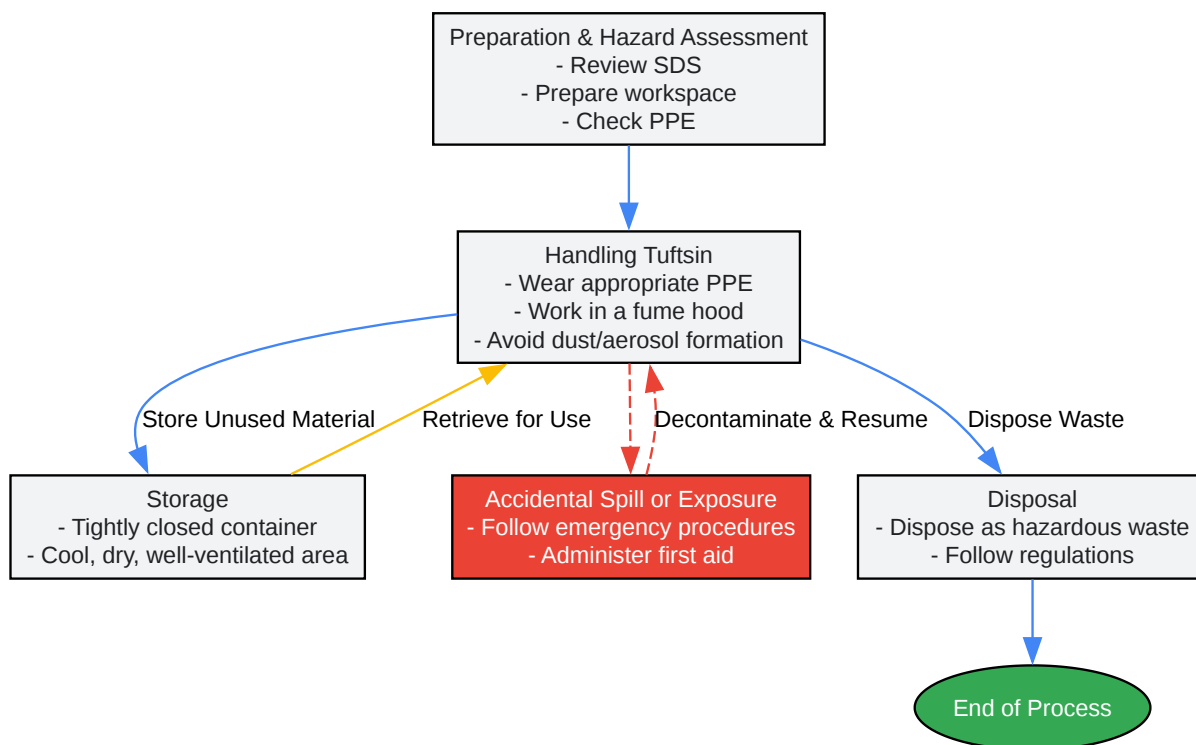 Preparation & Hazard Assessment
- Review SDS
- Prepare workspace
- Check PPE
Handling Tuftsin
- Wear appropriate PPE
- Work in a fume hood
- Avoid dust/aerosol formation
Store Unused Material
Retrieve for Use
Decontaminate & Resume
Dispose Waste
Storage
- Tightly closed container
- Cool, dry, well-ventilated area
Accidental Spill or Exposure
- Follow emergency procedures
- Administer first aid
Disposal
- Dispose as hazardous waste
- Follow regulations
End of Process